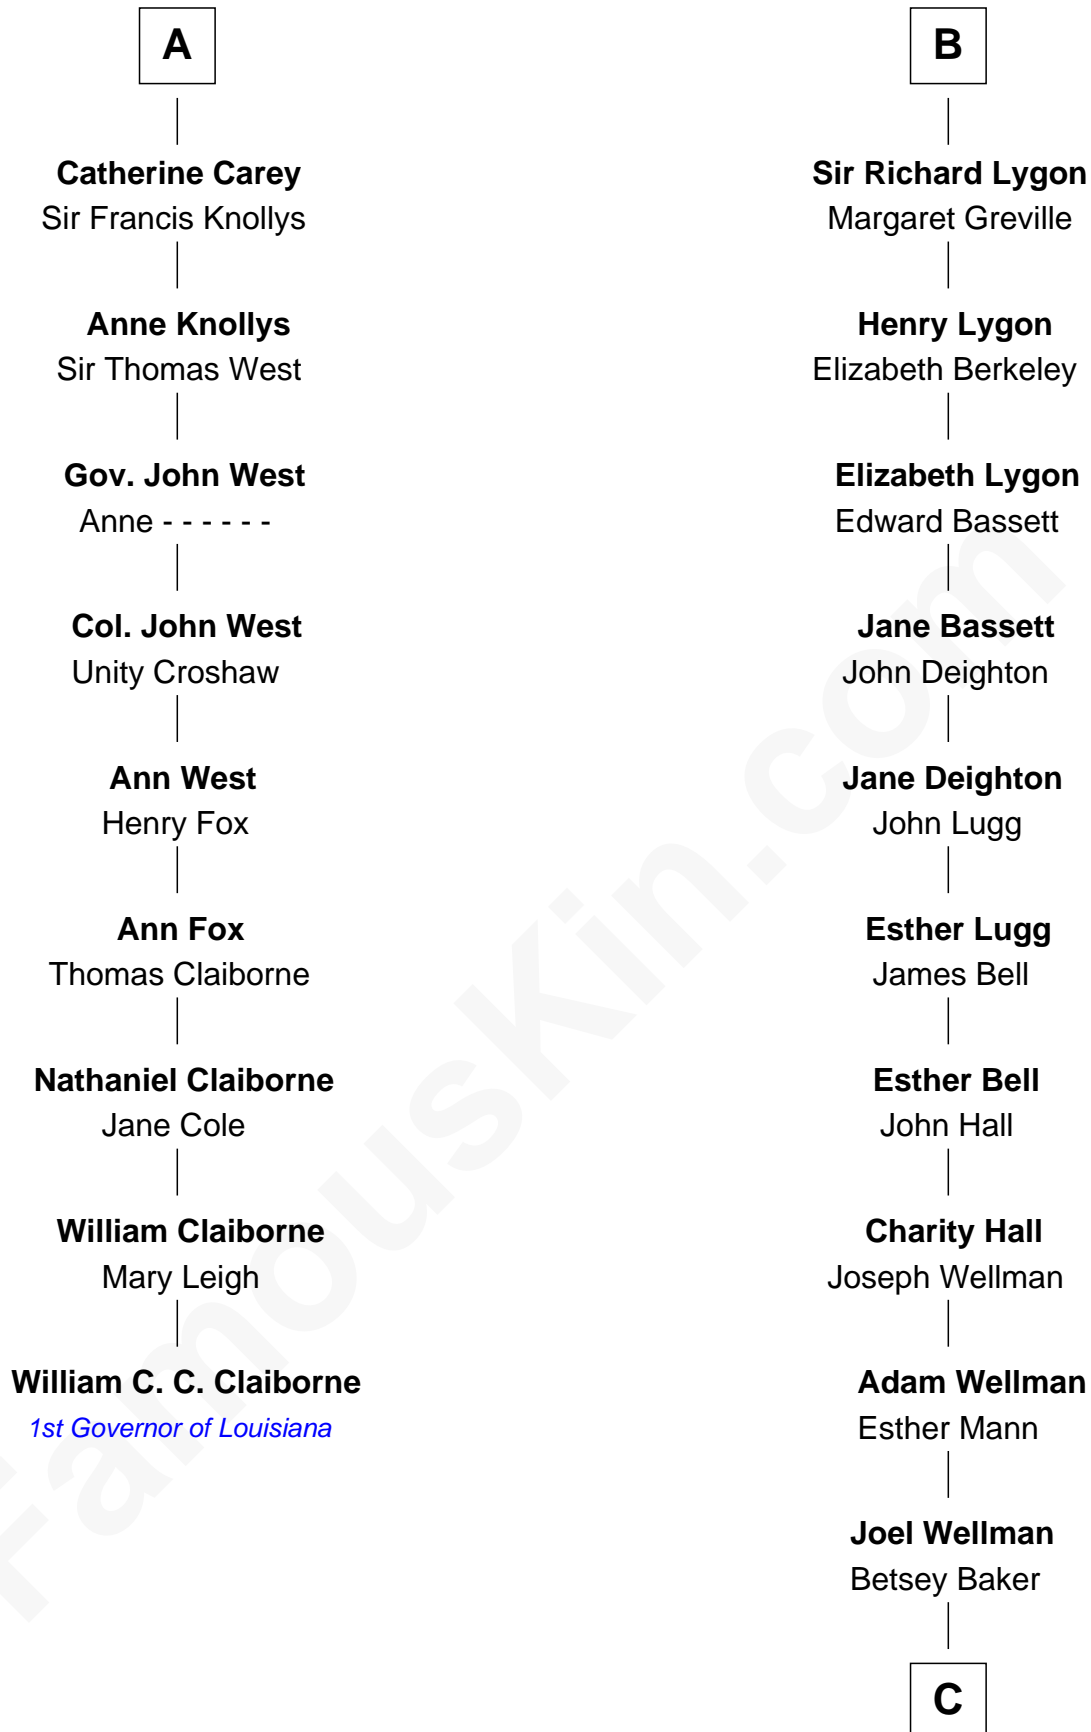 A
Catherine Carey
Sir Francis Knollys
Anne Knollys
Sir Thomas West
Gov. John West
Anne - - - - - -
Col. John West
Unity Croshaw
Ann West
Henry Fox
Ann Fox
Thomas Claiborne
Nathaniel Claiborne
Jane Cole
William Claiborne
Mary Leigh
William C. C. Claiborne
1st Governor of Louisiana
B
Sir Richard Lygon
Margaret Greville
Henry Lygon
Elizabeth Berkeley
Elizabeth Lygon
Edward Bassett
Jane Bassett
John Deighton
Jane Deighton
John Lugg
Esther Lugg
James Bell
Esther Bell
John Hall
Charity Hall
Joseph Wellman
Adam Wellman
Esther Mann
Joel Wellman
Betsey Baker
C
FamousKin.com